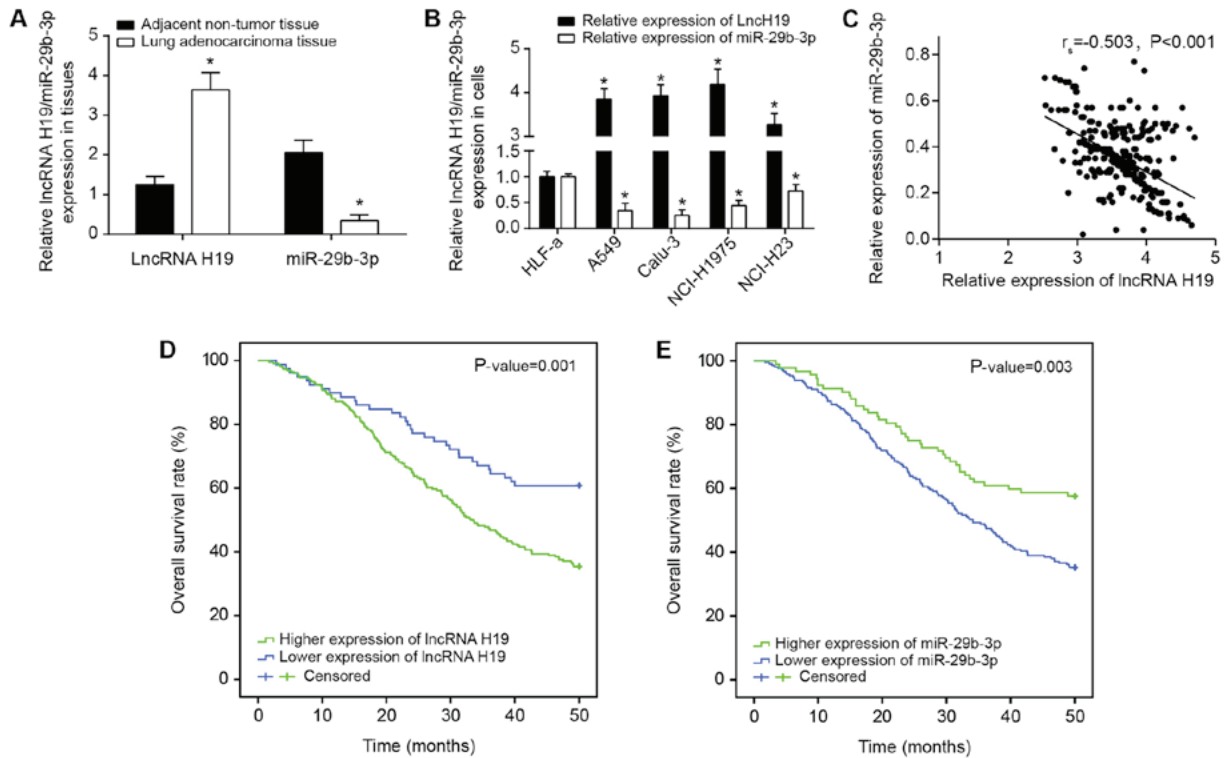 A
Adjacent non-tumor tissue
Lung adenocarcinoma tissue
Relative lncRNA H19/miR-29b-3p
expression in tissues
5
4
3
2
1
0
*
*
LncRNA H19
miR-29b-3p
B
Relative expression of LncH19
Relative expression of miR-29b-3p
Relative lncRNA H19/miR-29b-3p
expression in cells
5
4
3
1.5
1.0
0.5
0.0
*
*
*
*
*
*
*
*
HLF-a
A549
Calu-3
NCI-H1975
NCI-H23
C
rs=-0.503, P<0.001
Relative expression of miR-29b-3p
0.8
0.6
0.4
0.2
0.0
1
2
3
4
5
Relative expression of lncRNA H19
D
P-value=0.001
Overall survival rate (%)
100
80
60
40
20
0
Higher expression of lncRNA H19
Lower expression of lncRNA H19
Censored
0
10
20
30
40
50
Time (months)
E
P-value=0.003
Overall survival rate (%)
100
80
60
40
20
0
Higher expression of miR-29b-3p
Lower expression of miR-29b-3p
Censored
0
10
20
30
40
50
Time (months)